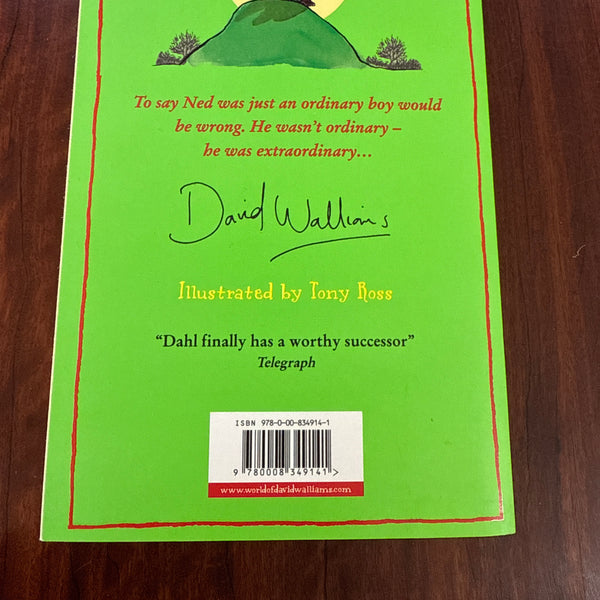 To say Ned was just an ordinary boy would
be wrong. He wasn't ordinary –
he was extraordinary...
David Walliams
Illustrated by Tony Ross
“Dahl finally has a worthy successor”
Telegraph
ISBN 978-0-00-834914-1
9 780008 349141 >
www.worldofdavidwalliams.com